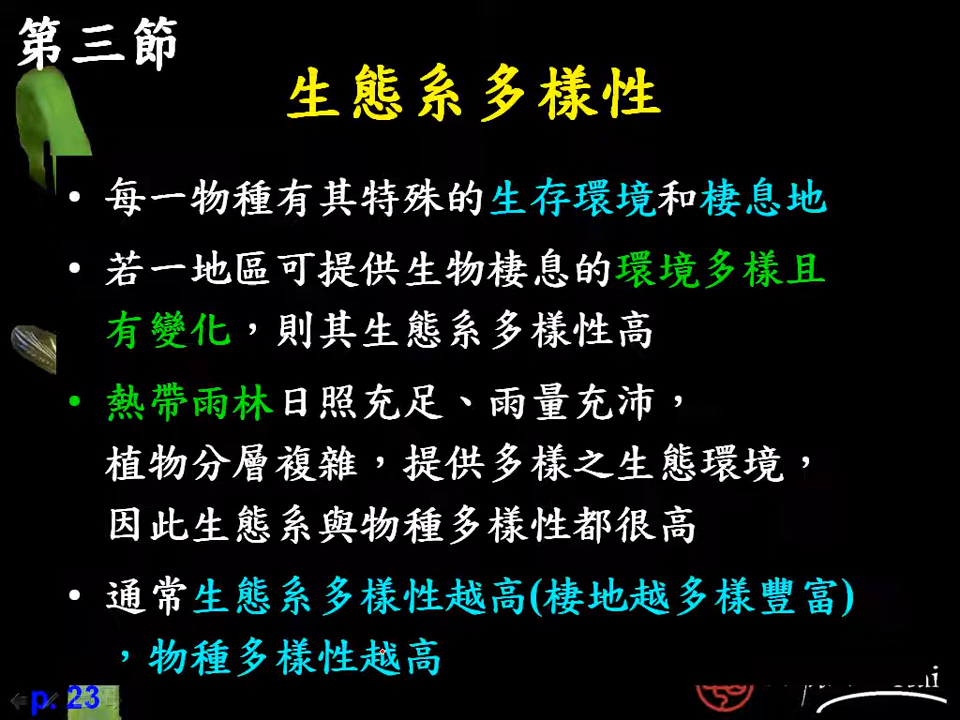 第三節
生態系多樣性
• 每一物種有其特殊的生存環境和棲息地
• 若一地區可提供生物棲息的環境多樣且
有變化，則其生態系多樣性高
• 熱帶雨林日照充足、雨量充沛，
植物分層複雜，提供多樣之生態環境，
因此生態系與物種多樣性都很高
• 通常生態系多樣性越高(棲地越多樣豐富)
，物種多樣性越高
p. 23